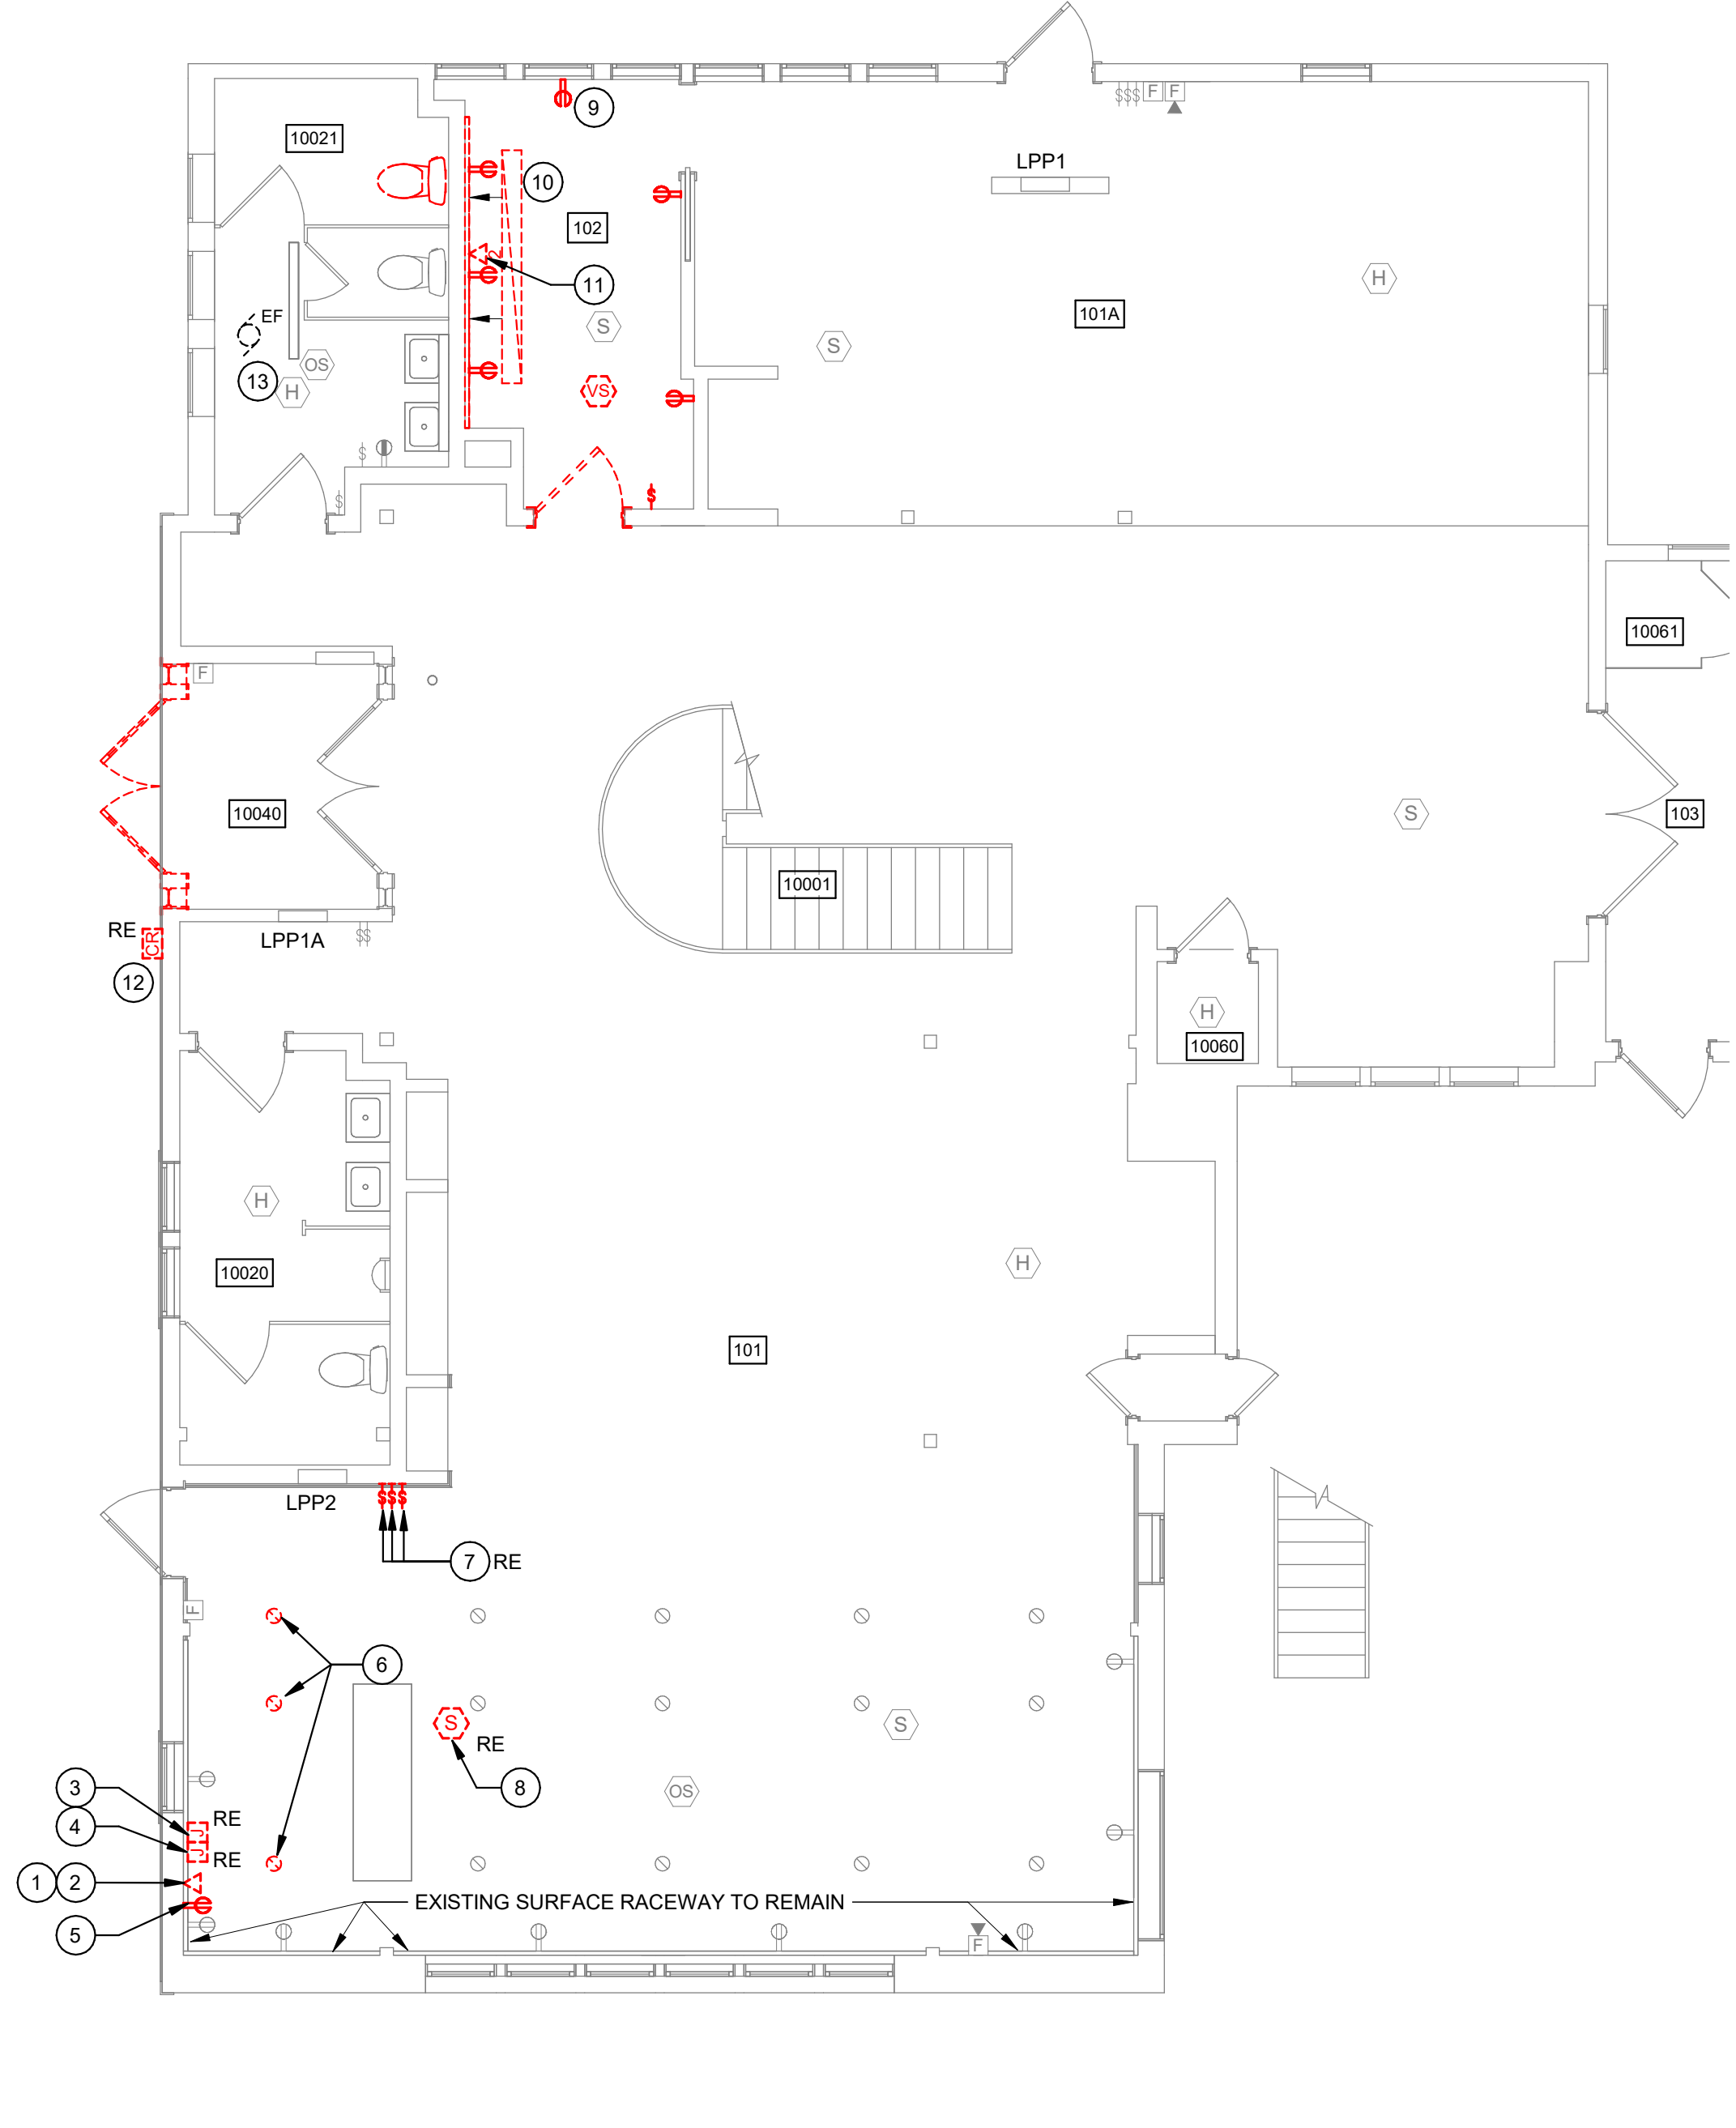 $$$ F F
9
10021
LPP1
10
102
2
11
H
101A
EF
S
S
OS
13
H
VS
$
$
$
10061
F
10040
S
103
10001
RE
CR
LPP1A
$$
12
H
10060
H
10020
H
101
LPP2
$$$
7 RE
F
6
S
S
RE
3
8
OS
J
RE
4
J
RE
1 2
EXISTING SURFACE RACEWAY TO REMAIN
5
F